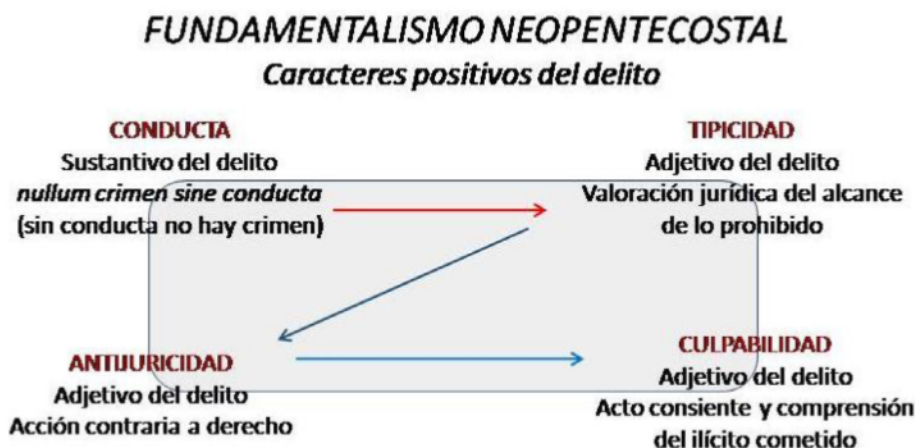 FUNDAMENTALISMO NEOPENTECOSTAL
Caracteres positivos del delito
CONDUCTA
Sustantivo del delito
nullum crimen sine conducta
(sin conducta no hay crimen)
TIPICIDAD
Adjetivo del delito
Valoración jurídica del alcance
de lo prohibido
ANTIJURICIDAD
Adjetivo del delito
Acción contraria a derecho
CULPABILIDAD
Adjetivo del delito
Acto consiente y comprensión
del ilícito cometido